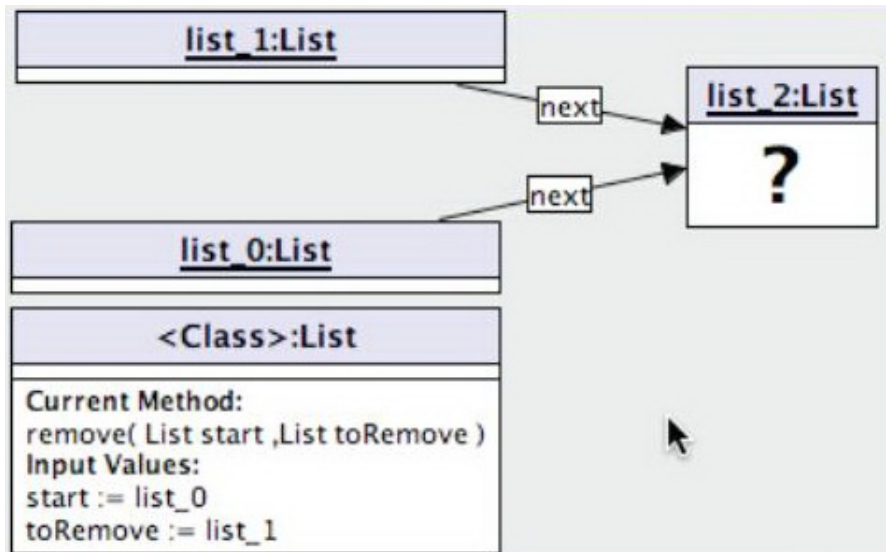 list_1:List
next
list_2:List
?
next
list_0:List
<Class>:List
Current Method:
remove( List start ,List toRemove )
Input Values:
start := list_0
toRemove := list_1